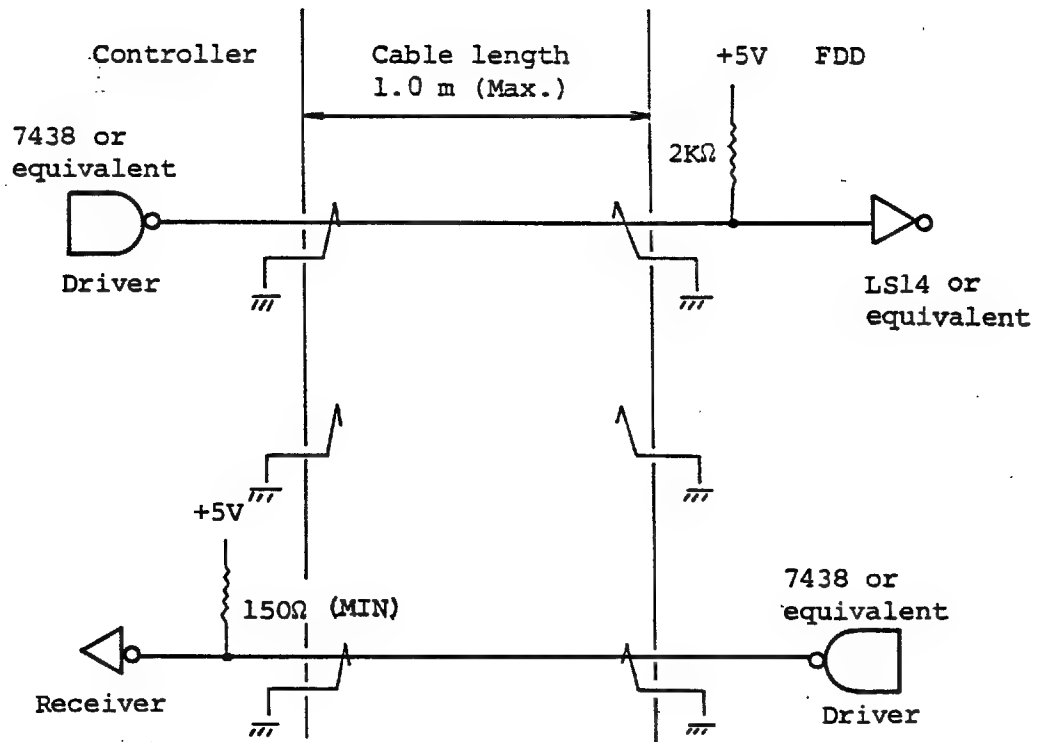 Controller
Cable length
1.0 m (Max.)
+5V FDD
7438 or
equivalent
2KΩ
Driver
LS14 or
equivalent
+5V
150Ω (MIN)
7438 or
equivalent
Receiver
Driver